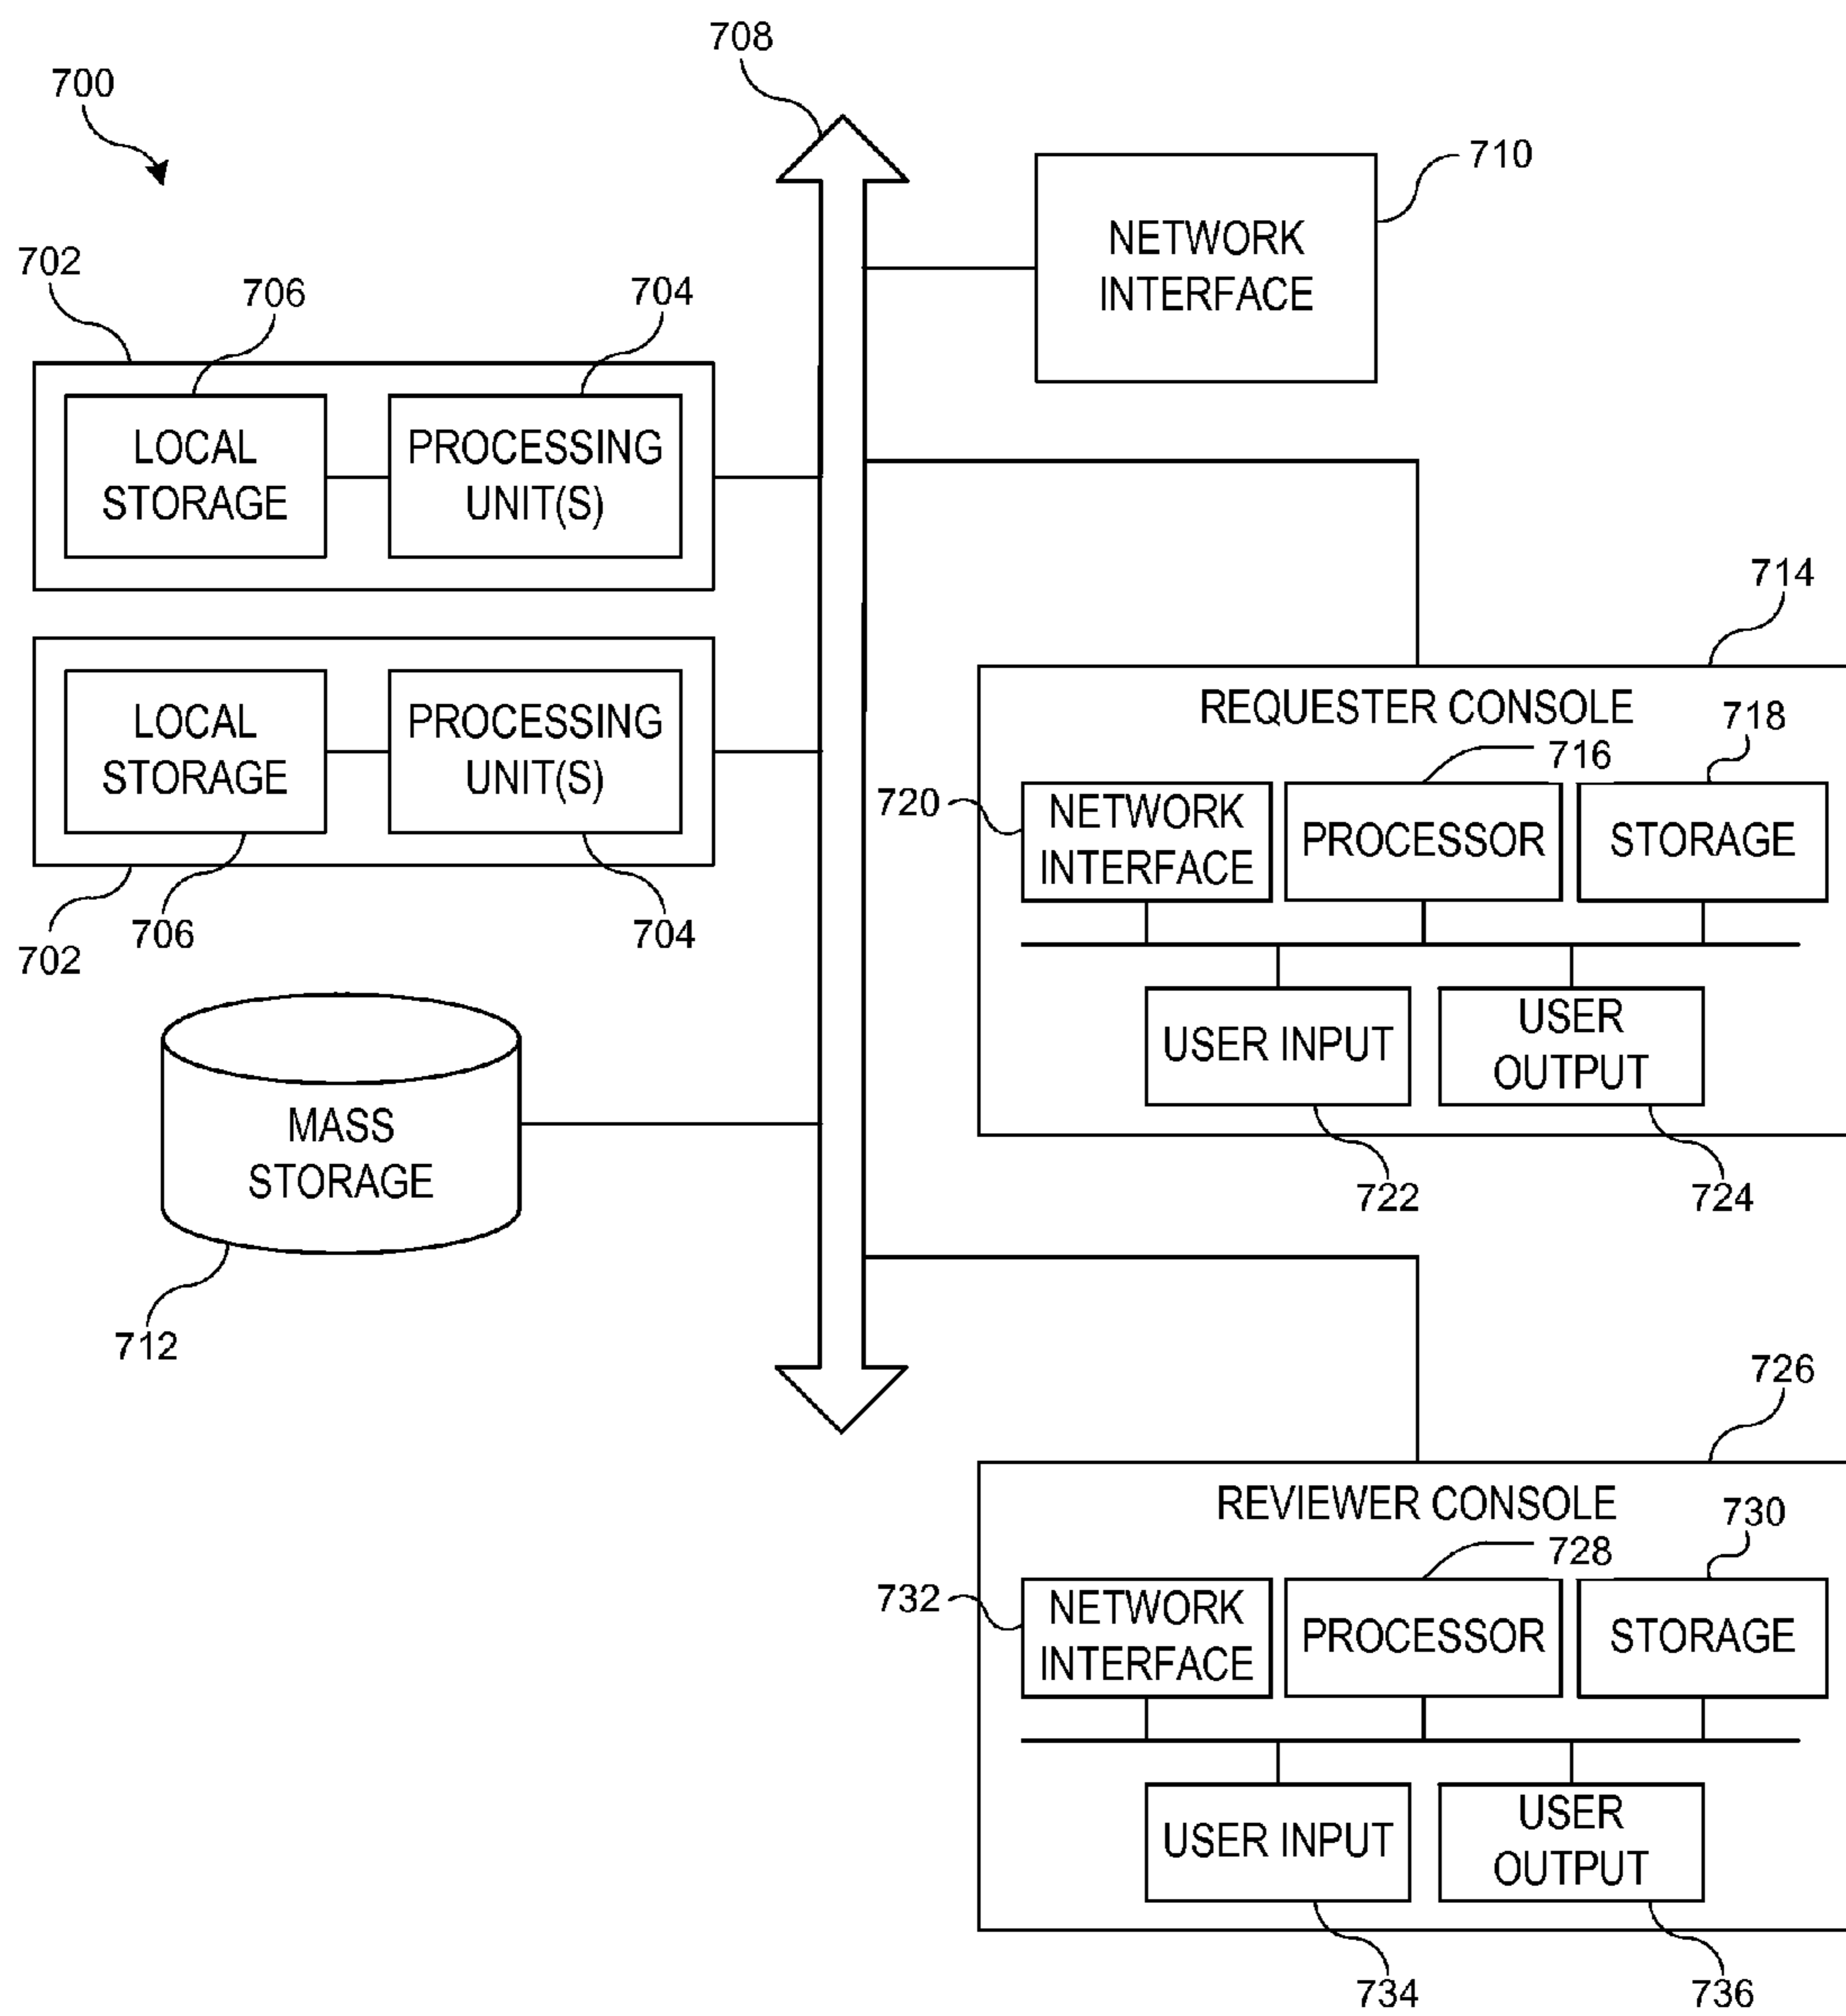 708
700
710
NETWORK
INTERFACE
702
706
704
LOCAL
STORAGE
PROCESSING
UNIT(S)
714
LOCAL
STORAGE
PROCESSING
UNIT(S)
706
704
702
REQUESTER CONSOLE
718
716
720
NETWORK
INTERFACE
PROCESSOR
STORAGE
USER INPUT
USER
OUTPUT
722
724
MASS
STORAGE
712
726
REVIEWER CONSOLE
730
728
732
NETWORK
INTERFACE
PROCESSOR
STORAGE
USER INPUT
USER
OUTPUT
734
736